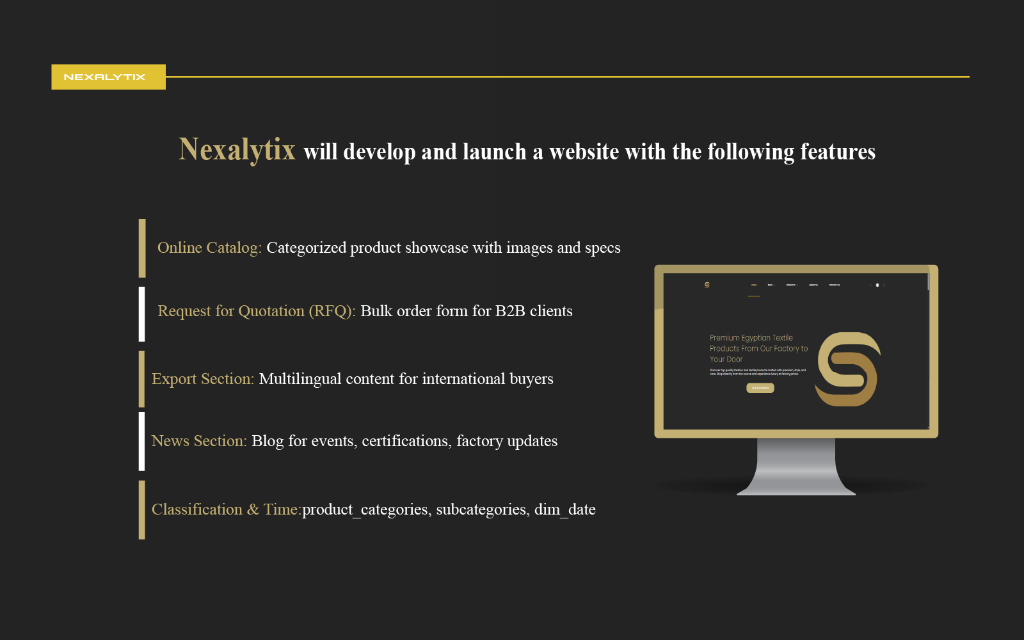 NEXALYTIX
Nexalytix will develop and launch a website with the following features
Online Catalog: Categorized product showcase with images and specs
Request for Quotation (RFQ): Bulk order form for B2B clients
Export Section: Multilingual content for international buyers
News Section: Blog for events, certifications, factory updates
Classification & Time:product_categories, subcategories, dim_date
Premium Egyptian Textile
Products From Our Factory to
Your Door